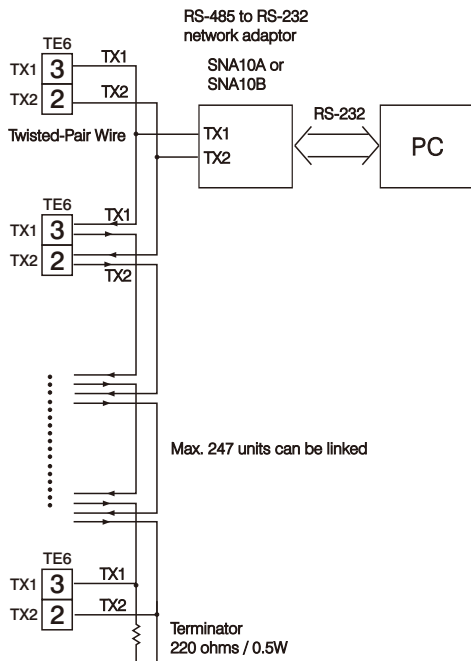 RS-485 to RS-232
network adaptor
SNA10A or
SNA10B
TE6
TX1 3 TX1
TX2 2 TX2
Twisted-Pair Wire
TX1
TX2
RS-232
PC
TE6
TX1 3 TX1
TX2 2 TX2
Max. 247 units can be linked
TE6
TX1 3 TX1
TX2 2 TX2
Terminator
220 ohms / 0.5W